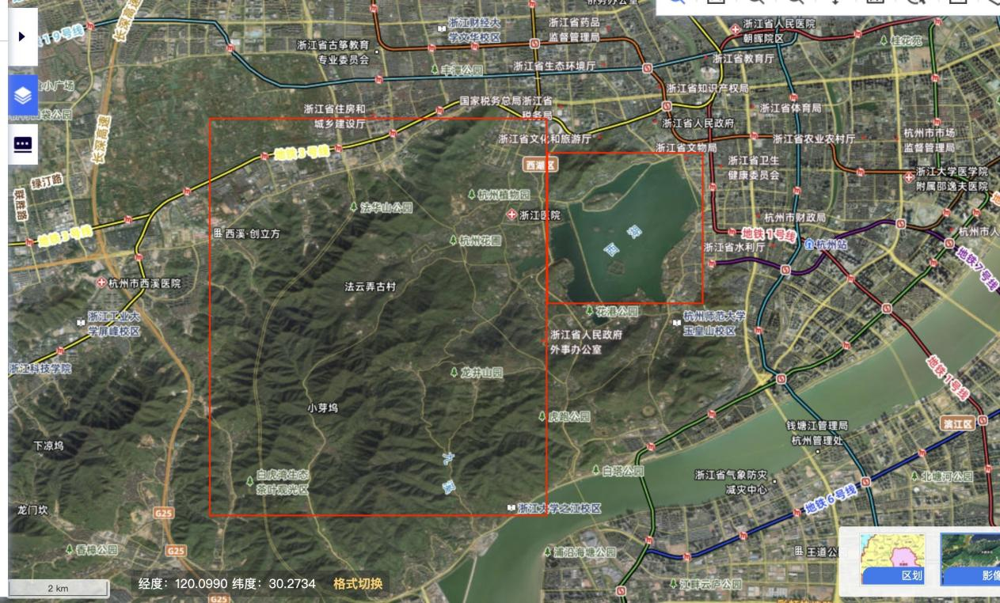 侨务办公室
19号线
长深高速
浙江财经大
学文华校区
浙江省药品
监督管理局
浙江省人民医院
朝晖院区
桂花苑
浙江省古筝教育
专业委员会
丰潭公园
浙江省生态环境厅
浙江省教育厅
浙江省知识产权局
小广场
袋公园
浙江省住房和
城乡建设厅
国家税务总局浙江省
税务局
浙江省体育局
浙江省人民政府
浙江省文化和旅游厅
浙江省文物局
浙江省农业农村厅
杭州市市场
监督管理局
长深高速
地铁3号线
西湖区
浙江省卫生
健康委员会
浙江大学医学院
附属邵逸夫医院
绿汀路
杭州植物园
法华山公园
浙江医院
杭州市财政局
西溪·创立方
杭州花圃
西湖
地铁1号线
杭州站
杭州市人
地铁3号线
浙江省水利厅
地铁7号线
杭州市西溪医院
法云弄古村
花港公园
浙江工业大
学屏峰校区
杭州师范大学
玉皇山校区
浙江省人民政府
外事办公室
浙江科技学院
龙井山园
地铁1号线
小芽坞
虎跑公园
钱塘江管理局
杭州管理处
滨江区
下凉坞
九溪
白塔公园
白虎湾生态
茶叶观光区
浙江省气象防灾
减灾中心
北塘河公园
龙门坎
G25
浙江大学之江校区
地铁6号线
香樟公园
G25
浦沿海塘公园
王道公
区划
影像
2 km
经度：120.0990 纬度：30.2734
格式切换
江畔云庐公园
G25